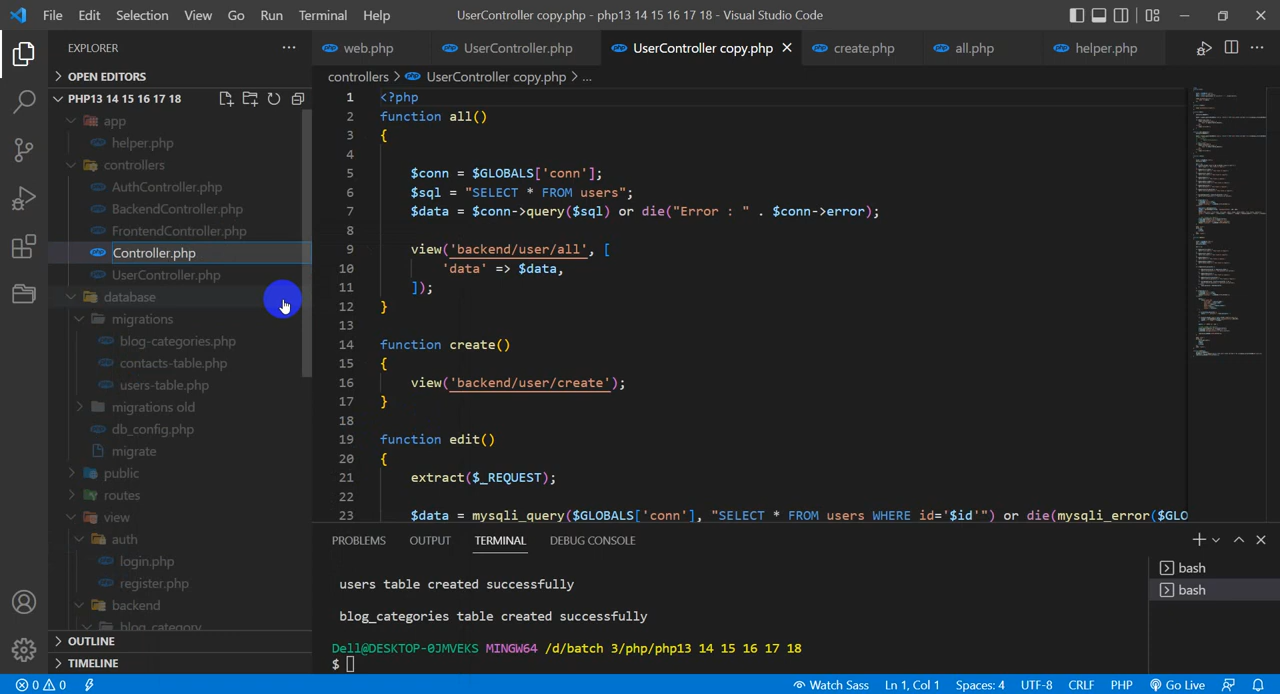 File Edit Selection View Go Run Terminal Help UserController copy.php - php13 14 15 16 17 18 - Visual Studio Code
EXPLORER
web.php UserController.php UserController copy.php create.php all.php helper.php
OPEN EDITORS
controllers > UserController copy.php > ...
PHP13 14 15 16 17 18
app
helper.php
controllers
AuthController.php
BackendController.php
FrontendController.php
Controller.php
UserController.php
database
migrations
blog-categories.php
contacts-table.php
users-table.php
migrations old
db_config.php
migrate
public
routes
view
auth
login.php
register.php
backend
blog_category
OUTLINE
TIMELINE
1 <?php
2 function all()
3 {
4
5 $conn = $GLOBALS['conn'];
6 $sql = "SELECT * FROM users";
7 $data = $conn->query($sql) or die("Error : " . $conn->error);
8
9 view('backend/user/all', [
10 'data' => $data,
11 ]);
12 }
13
14 function create()
15 {
16 view('backend/user/create');
17 }
18
19 function edit()
20 {
21 extract($_REQUEST);
22
23 $data = mysqli_query($GLOBALS['conn'], "SELECT * FROM users WHERE id='$id'") or die(mysqli_error($GLO
PROBLEMS OUTPUT TERMINAL DEBUG CONSOLE
users table created successfully
blog_categories table created successfully
Dell@DESKTOP-0JMVEKS MINGW64 /d/batch 3/php/php13 14 15 16 17 18
$
bash
bash
0 0 Watch Sass Ln 1, Col 1 Spaces: 4 UTF-8 CRLF PHP Go Live